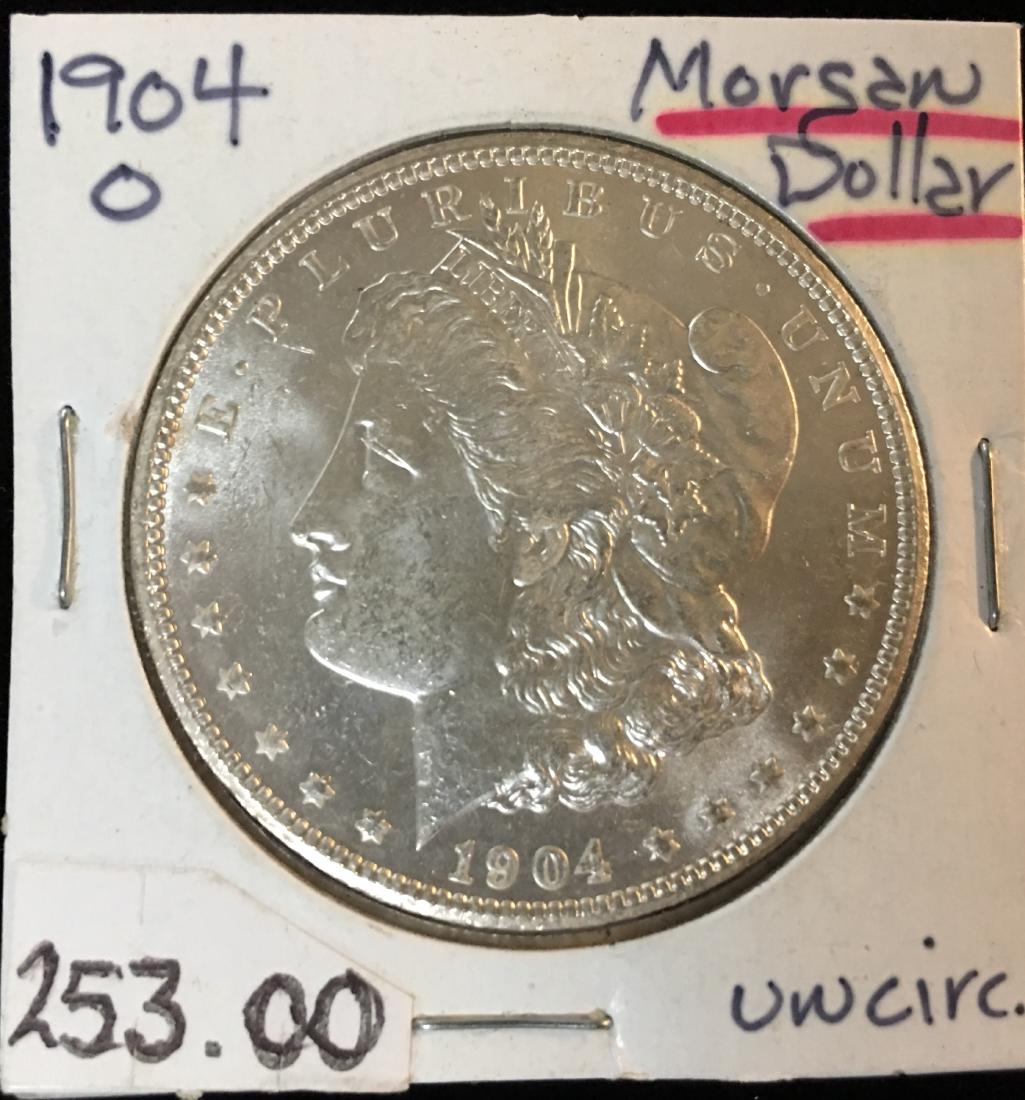 1904
O
Morgan
Dollar
E · PLURIBUS · UNUM
LIBERTY
1904
253.00
uncirc.